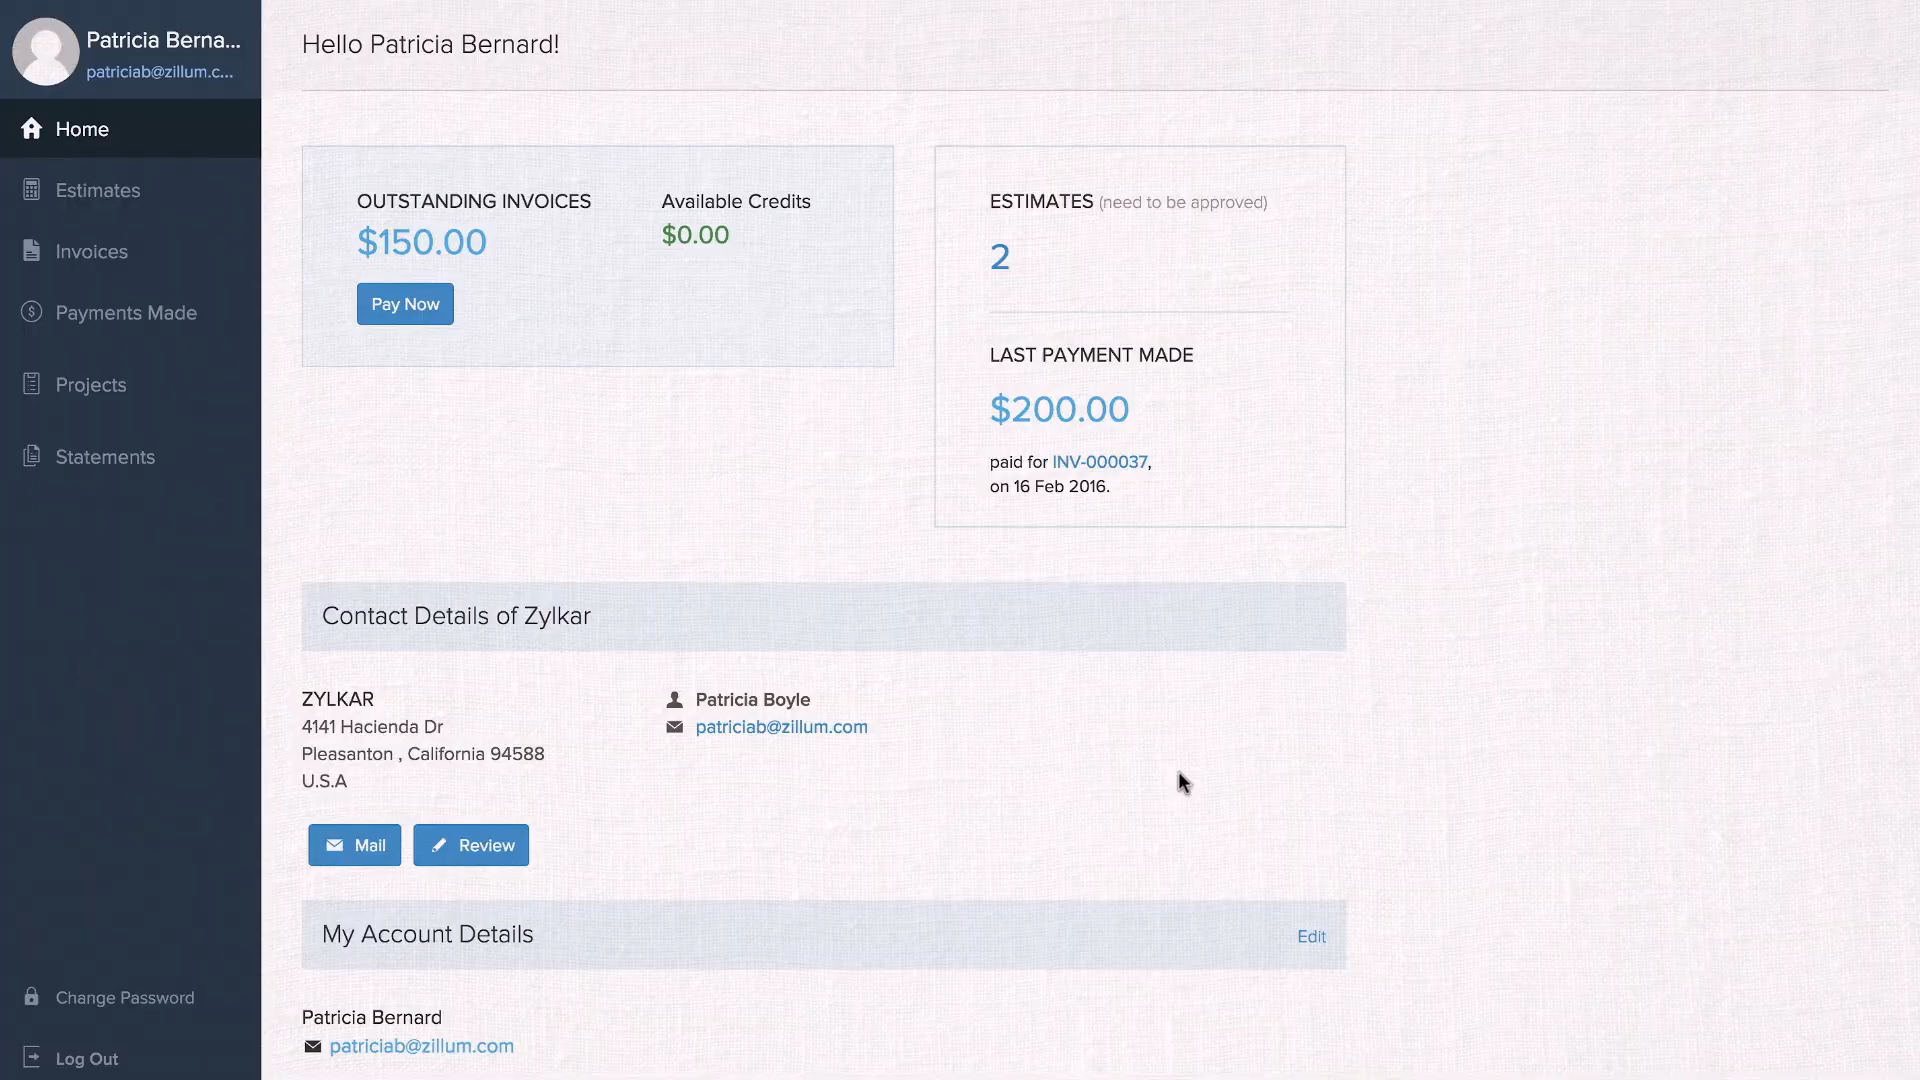 Patricia Berna...
patriciab@zillum.c...
Home
Estimates
Invoices
Payments Made
Projects
Statements
Change Password
Log Out
Hello Patricia Bernard!
OUTSTANDING INVOICES
$150.00
Pay Now
Available Credits
$0.00
ESTIMATES (need to be approved)
2
LAST PAYMENT MADE
$200.00
paid for INV-000037,
on 16 Feb 2016.
Contact Details of Zylkar
ZYLKAR
4141 Hacienda Dr
Pleasanton , California 94588
U.S.A
Patricia Boyle
patriciab@zillum.com
Mail
Review
My Account Details
Edit
Patricia Bernard
patriciab@zillum.com